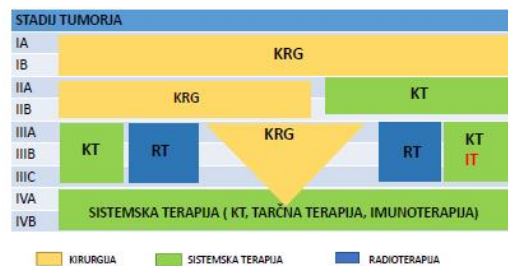 STADIJ TUMORJA
IA
IB
KRG
IIA
IIB
KRG
KT
IIIA
IIIB
IIIC
KT
RT
KRG
RT
KT
IT
IVA
IVB
SISTEMSKA TERAPIJA ( KT, TARČNA TERAPIJA, IMUNOTERAPIJA)
KIRURGIJA
SISTEMSKA TERAPIJA
RADIOTERAPIJA